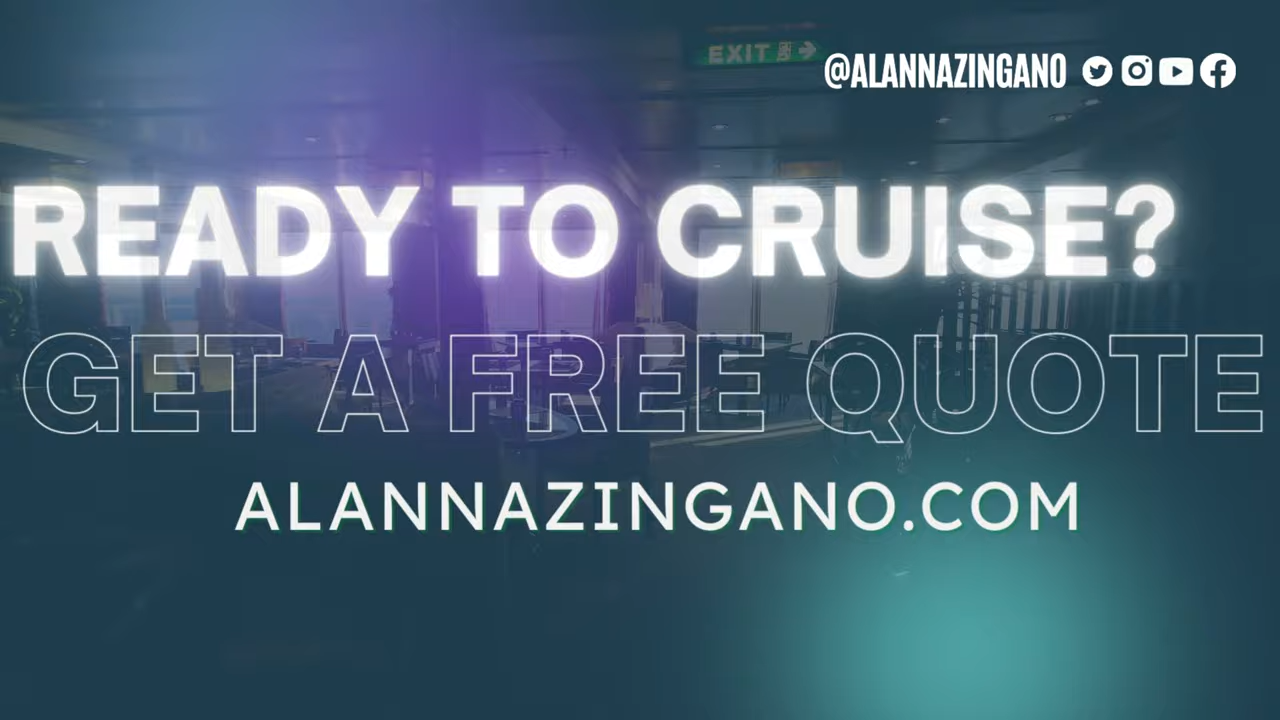 EXIT
@ALANNAZINGANO
READY TO CRUISE?
GET A FREE QUOTE
ALANNAZINGANO.COM